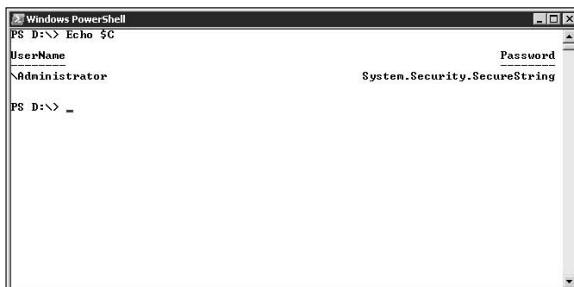 Windows PowerShell
PS D:\> Echo $C
UserName Password
-------- --------
\Administrator System.Security.SecureString
PS D:\> _